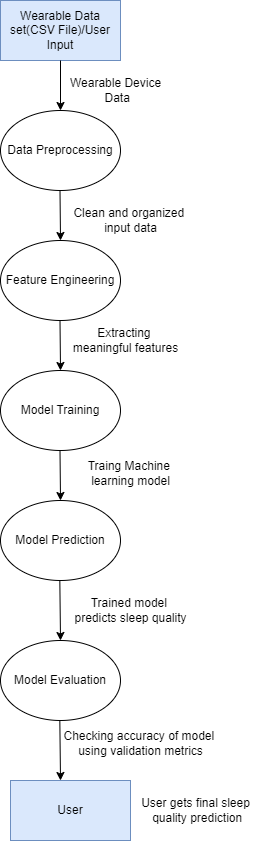 Wearable Data
set(CSV File)/User
Input
Wearable Device
Data
Data Preprocessing
Clean and organized
input data
Feature Engineering
Extracting
meaningful features
Model Training
Traing Machine
learning model
Model Prediction
Trained model
predicts sleep quality
Model Evaluation
Checking accuracy of model
using validation metrics
User
User gets final sleep
quality prediction